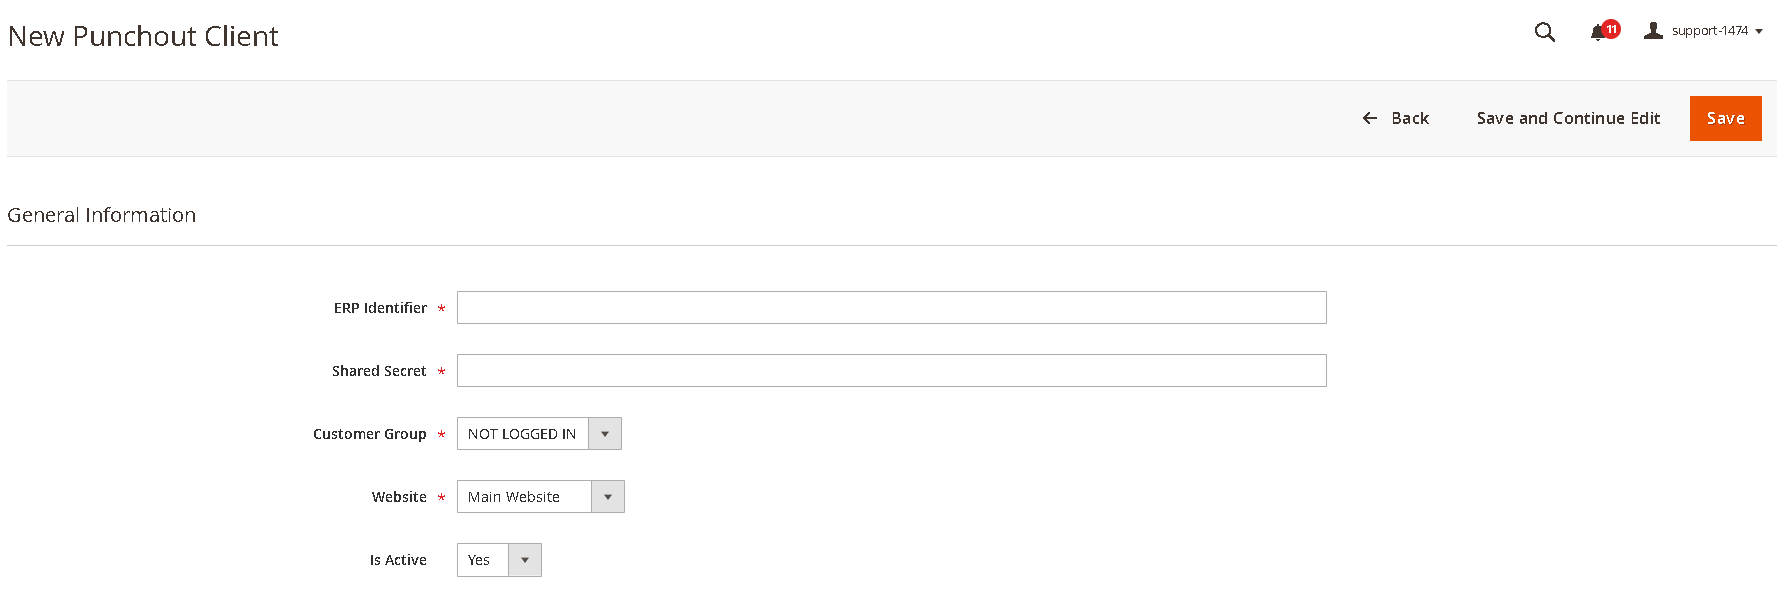 New Punchout Client
11
support-1474
Back
Save and Continue Edit
Save
General Information
ERP Identifier *
Shared Secret *
Customer Group * NOT LOGGED IN
Website * Main Website
Is Active Yes